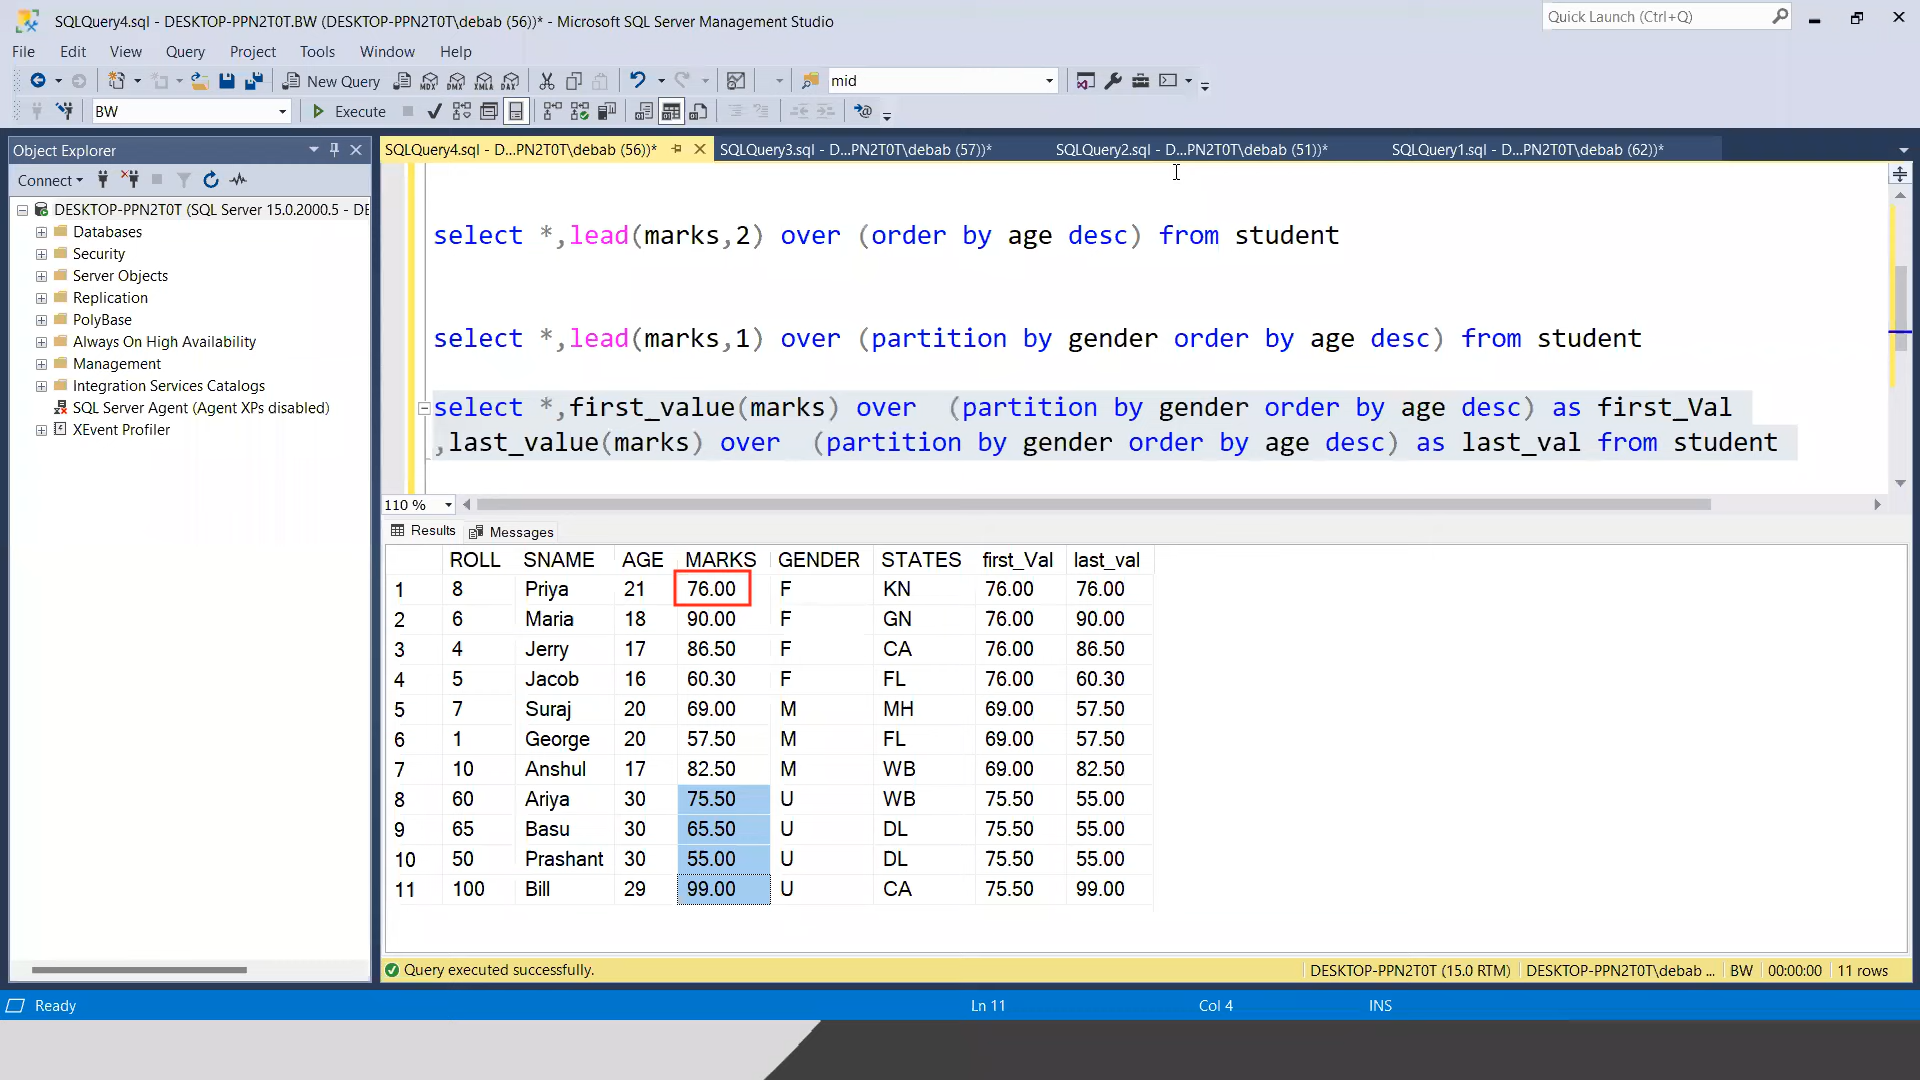 SQLQuery4.sql - DESKTOP-PPN2T0T.BW (DESKTOP-PPN2T0T\debab (56))* - Microsoft SQL Server Management Studio
Quick Launch (Ctrl+Q)
File Edit View Query Project Tools Window Help
New Query MDX DMX XMLA DAX mid
BW Execute
Object Explorer
SQLQuery4.sql - D...PN2T0T\debab (56))* SQLQuery3.sql - D...PN2T0T\debab (57))* SQLQuery2.sql - D...PN2T0T\debab (51))* SQLQuery1.sql - D...PN2T0T\debab (62))*
Connect
DESKTOP-PPN2T0T (SQL Server 15.0.2000.5 - DE
Databases
Security
Server Objects
Replication
PolyBase
Always On High Availability
Management
Integration Services Catalogs
SQL Server Agent (Agent XPs disabled)
XEvent Profiler
select *,lead(marks,2) over (order by age desc) from student
select *,lead(marks,1) over (partition by gender order by age desc) from student
select *,first_value(marks) over (partition by gender order by age desc) as first_Val
,last_value(marks) over (partition by gender order by age desc) as last_val from student
110 %
Results Messages
ROLL SNAME AGE MARKS GENDER STATES first_Val last_val
1 8 Priya 21 76.00 F KN 76.00 76.00
2 6 Maria 18 90.00 F GN 76.00 90.00
3 4 Jerry 17 86.50 F CA 76.00 86.50
4 5 Jacob 16 60.30 F FL 76.00 60.30
5 7 Suraj 20 69.00 M MH 69.00 57.50
6 1 George 20 57.50 M FL 69.00 57.50
7 10 Anshul 17 82.50 M WB 69.00 82.50
8 60 Ariya 30 75.50 U WB 75.50 55.00
9 65 Basu 30 65.50 U DL 75.50 55.00
10 50 Prashant 30 55.00 U DL 75.50 55.00
11 100 Bill 29 99.00 U CA 75.50 99.00
Query executed successfully. DESKTOP-PPN2T0T (15.0 RTM) DESKTOP-PPN2T0T\debab ... BW 00:00:00 11 rows
Ready Ln 11 Col 4 INS